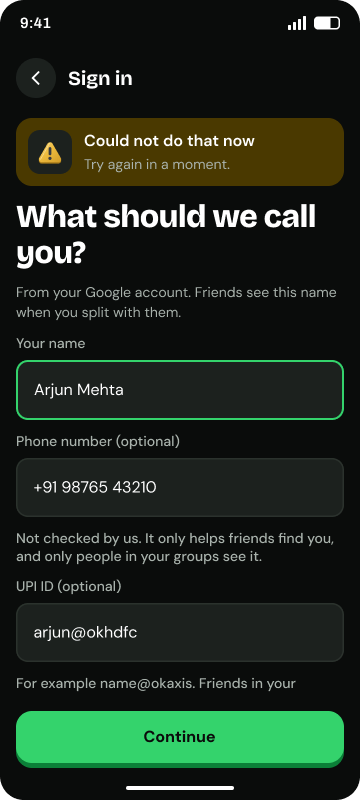 9:41
Sign in
Could not do that now
Try again in a moment.
What should we call
you?
From your Google account. Friends see this name
when you split with them.
Your name
Arjun Mehta
Phone number (optional)
+91 98765 43210
Not checked by us. It only helps friends find you,
and only people in your groups see it.
UPI ID (optional)
arjun@okhdfc
For example name@okaxis. Friends in your
Continue